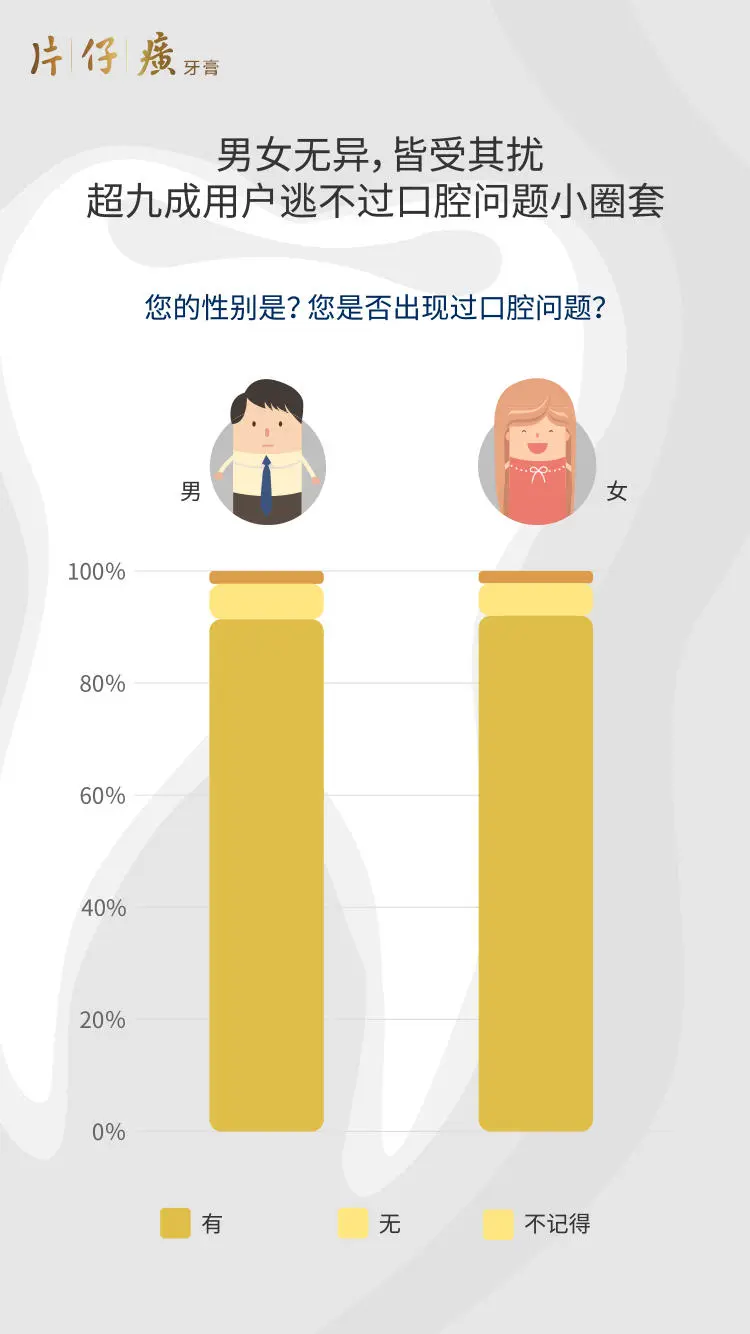 片仔癀牙膏
男女无异，皆受其扰
超九成用户逃不过口腔问题小圈套
您的性别是？您是否出现过口腔问题？
男
女
100%
80%
60%
40%
20%
0%
有
无
不记得